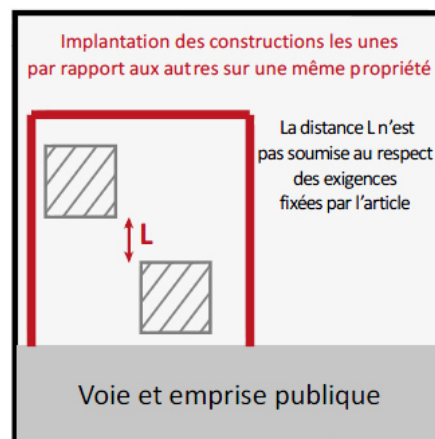 Implantation des constructions les unes
par rapport aux autres sur une même propriété
La distance L n'est
pas soumise au respect
des exigences
fixées par l'article
L
Voie et emprise publique